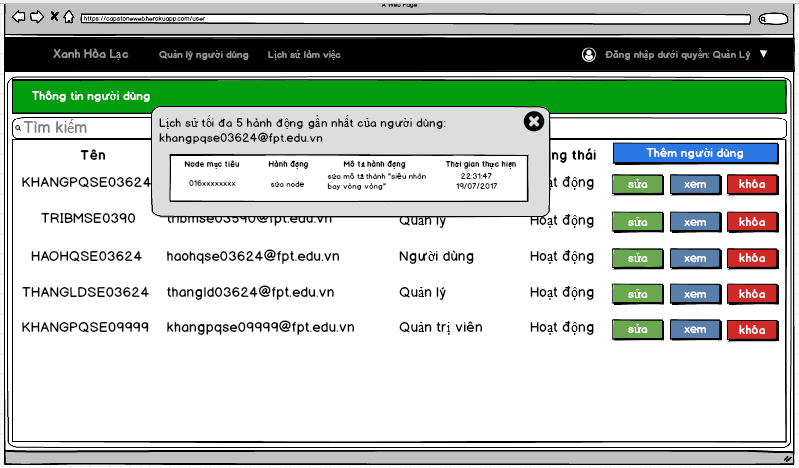 A Web Page
https://capstoneweb.herokuapp.com/user
Xanh Hòa Lạc Quản lý người dùng Lịch sử làm việc Đăng nhập dưới quyền: Quản Lý
Thông tin người dùng
Tìm kiếm
Lịch sử tối đa 5 hành động gần nhất của người dùng:
khangpqse03624@fpt.edu.vn
Node mục tiêu Hành động Mô tả hành động Thời gian thực hiện
016xxxxxxxx sửa node sửa mô tả thành "siêu nhân
bay vòng vòng" 22:31:47
19/07/2017
Tên ng thái Thêm người dùng
KHANGPQSE03624 t động sửa xem khóa
TRIBMSE0390 tribmse03590@fpt.edu.vn Quản lý Hoạt động sửa xem khóa
HAOHQSE03624 haohqse03624@fpt.edu.vn Người dùng Hoạt động sửa xem khóa
THANGLDSE03624 thangld03624@fpt.edu.vn Quản lý Hoạt động sửa xem khóa
KHANGPQSE09999 khangpqse09999@fpt.edu.vn Quản trị viên Hoạt động sửa xem khóa